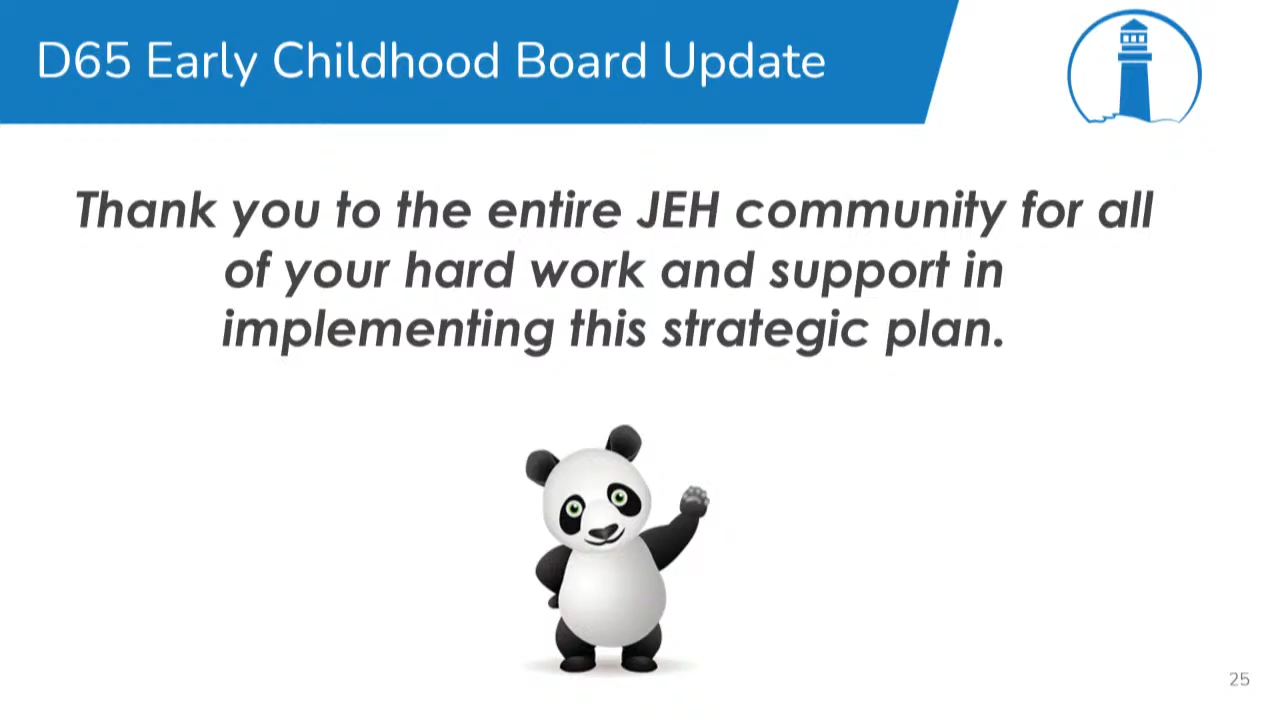 D65 Early Childhood Board Update
Thank you to the entire JEH community for all
of your hard work and support in
implementing this strategic plan.
25